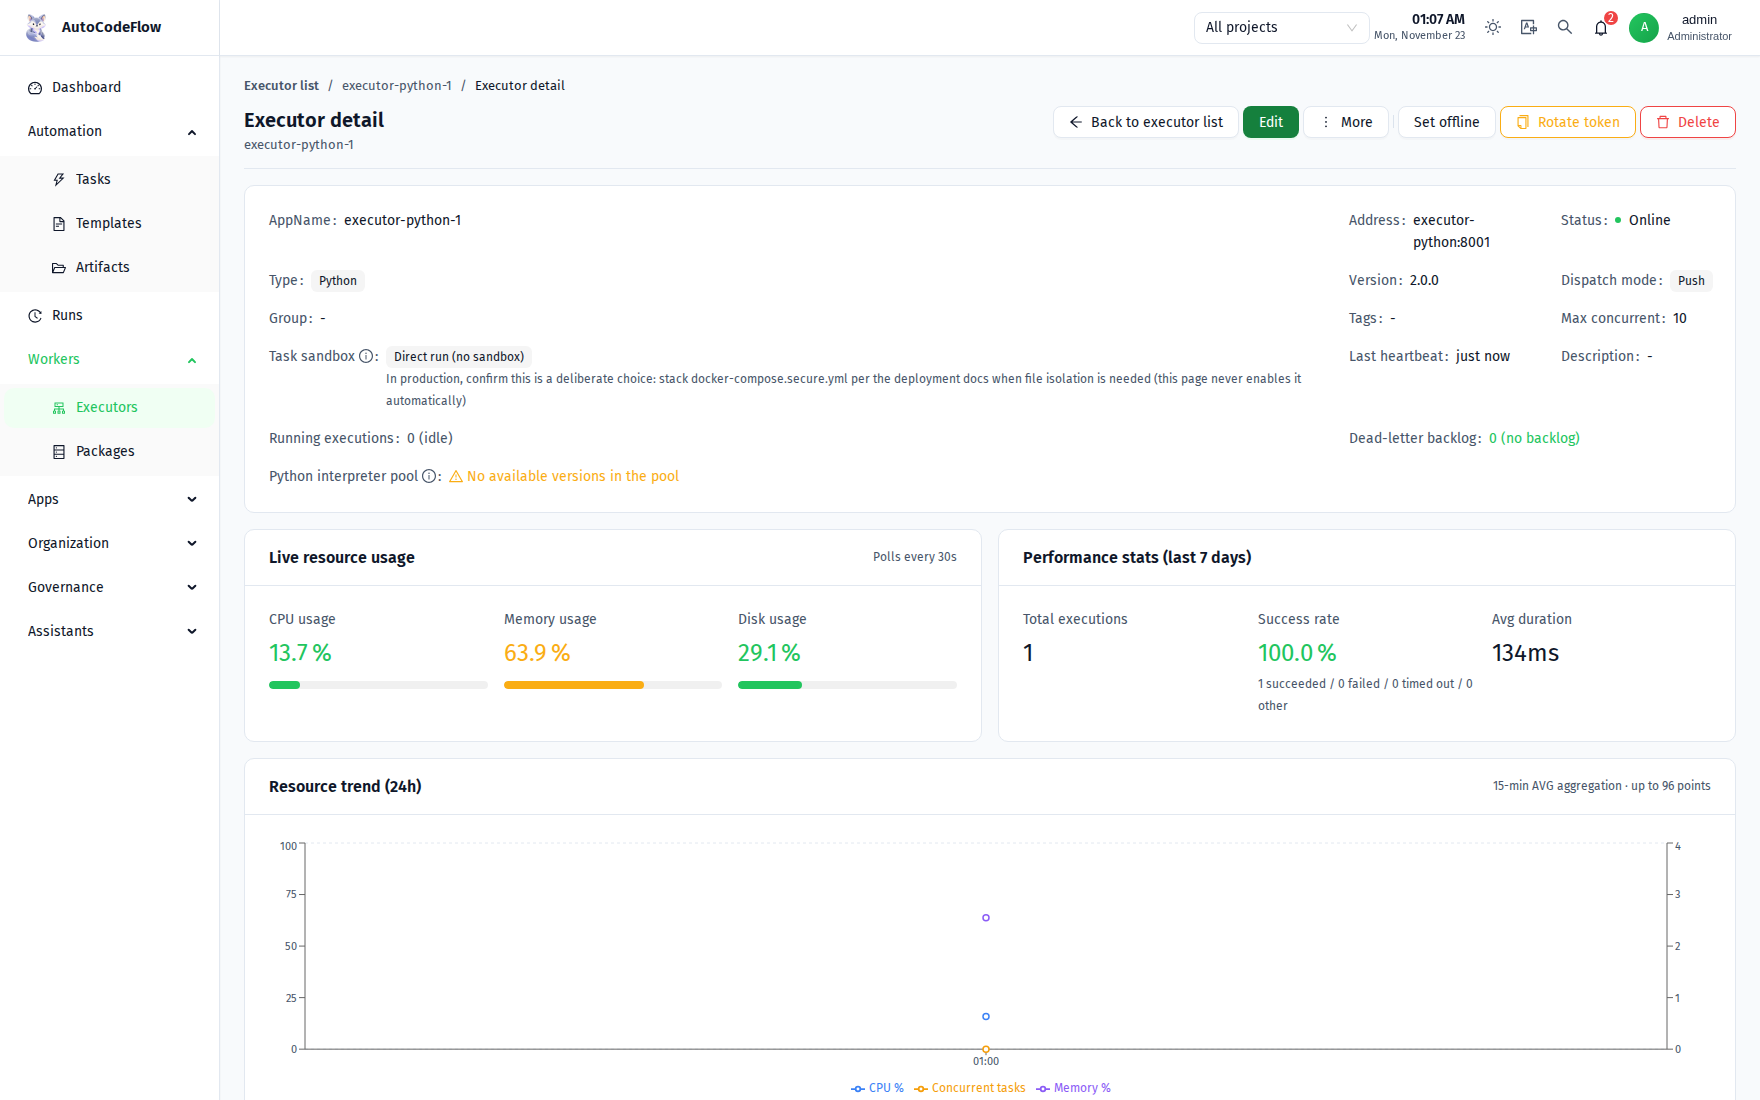 AutoCodeFlow
All projects
01:07 AM
Mon, November 23
2
A
admin
Administrator
Dashboard
Automation
Tasks
Templates
Artifacts
Runs
Workers
Executors
Packages
Apps
Organization
Governance
Assistants
Executor list / executor-python-1 / Executor detail
Executor detail
executor-python-1
Back to executor list
Edit
More
Set offline
Rotate token
Delete
AppName: executor-python-1
Address: executor-
python:8001
Status: Online
Type: Python
Version: 2.0.0
Dispatch mode: Push
Group: -
Tags: -
Max concurrent: 10
Task sandbox : Direct run (no sandbox)
In production, confirm this is a deliberate choice: stack docker-compose.secure.yml per the deployment docs when file isolation is needed (this page never enables it
automatically)
Last heartbeat: just now
Description: -
Running executions: 0 (idle)
Dead-letter backlog: 0 (no backlog)
Python interpreter pool : No available versions in the pool
Live resource usage
Polls every 30s
CPU usage
13.7 %
Memory usage
63.9 %
Disk usage
29.1 %
Performance stats (last 7 days)
Total executions
1
Success rate
100.0 %
1 succeeded / 0 failed / 0 timed out / 0
other
Avg duration
134ms
Resource trend (24h)
15-min AVG aggregation · up to 96 points
100
75
50
25
0
4
3
2
1
0
01:00
CPU %
Concurrent tasks
Memory %